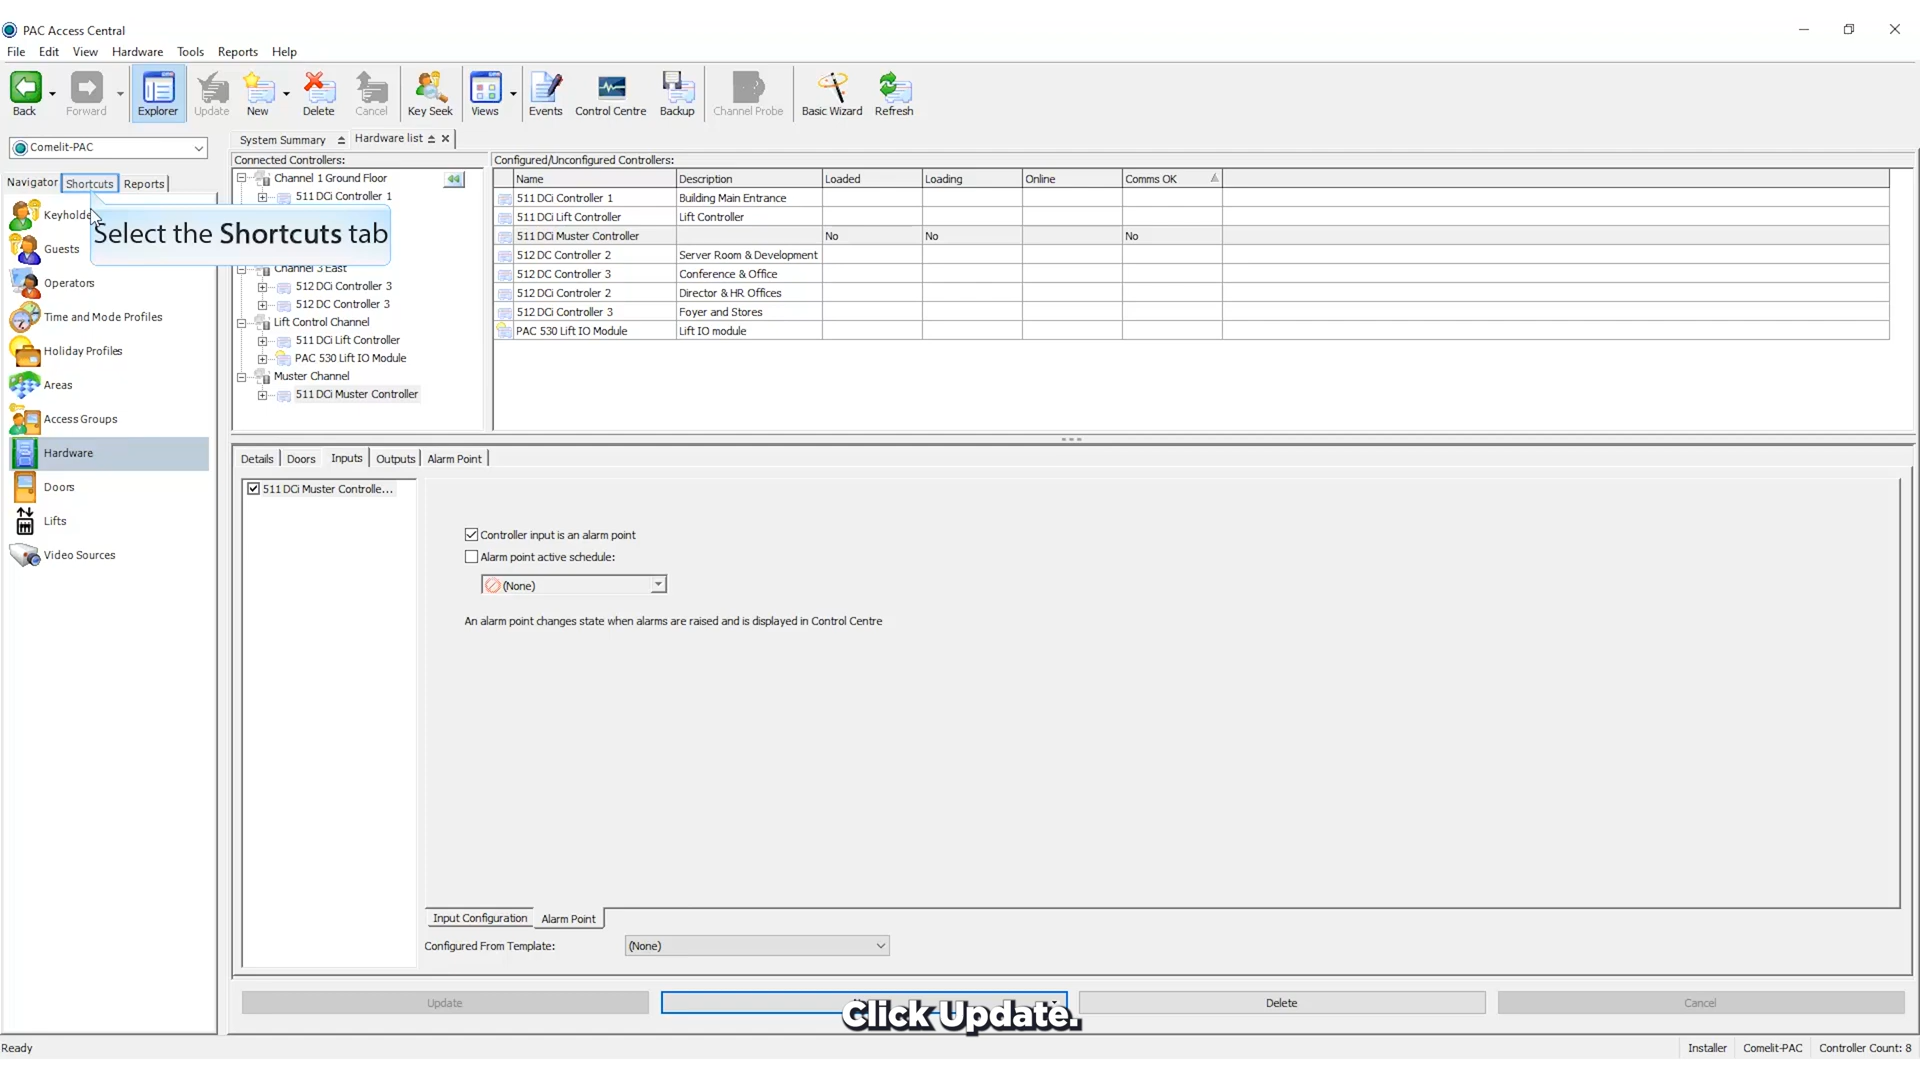 PAC Access Central
File Edit View Hardware Tools Reports Help
Back Forward Explorer Update New Delete Cancel Key Seek Views Events Control Centre Backup Channel Probe Basic Wizard Refresh
Comelit-PAC
System Summary Hardware list
Navigator Shortcuts Reports
Keyholde
Guests
Operators
Time and Mode Profiles
Holiday Profiles
Areas
Access Groups
Hardware
Doors
Lifts
Video Sources
Select the Shortcuts tab
Connected Controllers:
Channel 1 Ground Floor
511 DCi Controller 1
Channel 3 East
512 DCi Controller 3
512 DC Controller 3
Lift Control Channel
511 DCi Lift Controller
PAC 530 Lift IO Module
Muster Channel
511 DCi Muster Controller
Configured/Unconfigured Controllers:
Name Description Loaded Loading Online Comms OK
511 DCi Controller 1 Building Main Entrance
511 DCi Lift Controller Lift Controller
511 DCi Muster Controller No No No
512 DC Controller 2 Server Room & Development
512 DC Controller 3 Conference & Office
512 DCi Controler 2 Director & HR Offices
512 DCi Controller 3 Foyer and Stores
PAC 530 Lift IO Module Lift IO module
Details Doors Inputs Outputs Alarm Point
511 DCi Muster Controlle...
Controller input is an alarm point
Alarm point active schedule:
(None)
An alarm point changes state when alarms are raised and is displayed in Control Centre
Input Configuration Alarm Point
Configured From Template: (None)
Update Delete Cancel
Click Update.
Ready Installer Comelit-PAC Controller Count: 8